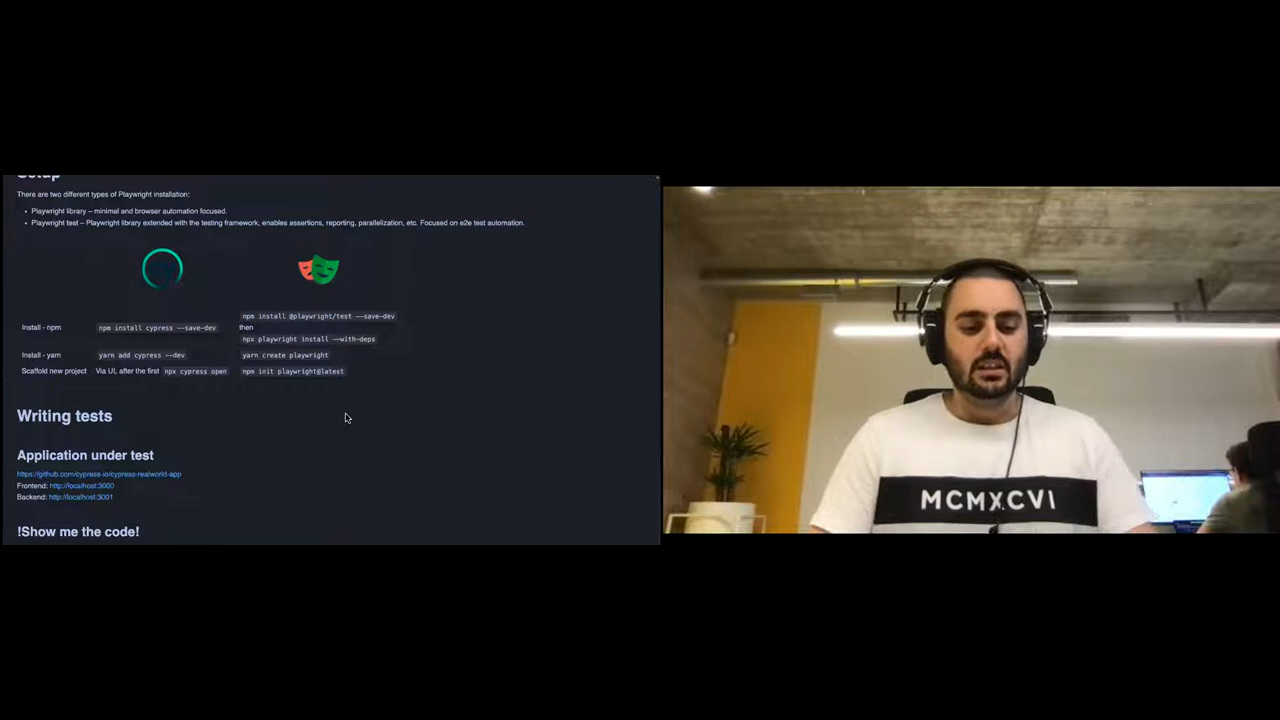 Setup
There are two different types of Playwright installation:
• Playwright library – minimal and browser automation focused.
• Playwright test – Playwright library extended with the testing framework, enables assertions, reporting, parallelization, etc. Focused on e2e test automation.
Install - npm npm install cypress --save-dev npm install @playwright/test --save-dev
then
npx playwright install --with-deps
Install - yarn yarn add cypress --dev yarn create playwright
Scaffold new project Via UI, after the first npx cypress open npm init playwright@latest
Writing tests
Application under test
https://github.com/cypress-io/cypress-realworld-app
Frontend: http://localhost:3000
Backend: http://localhost:3001
!Show me the code!
MCMXCVI